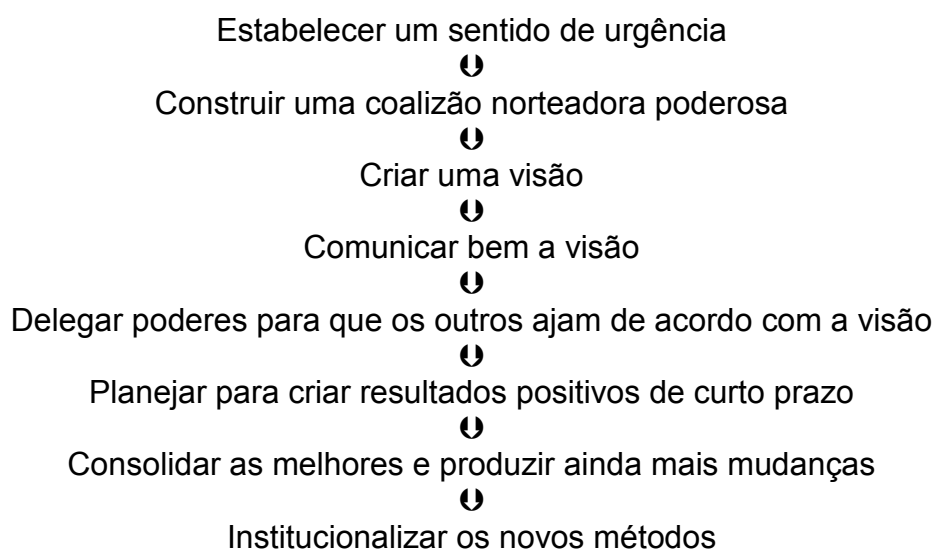 Estabelecer um sentido de urgência
Construir uma coalizão norteadora poderosa
Criar uma visão
Comunicar bem a visão
Delegar poderes para que os outros ajam de acordo com a visão
Planejar para criar resultados positivos de curto prazo
Consolidar as melhores e produzir ainda mais mudanças
Institucionalizar os novos métodos